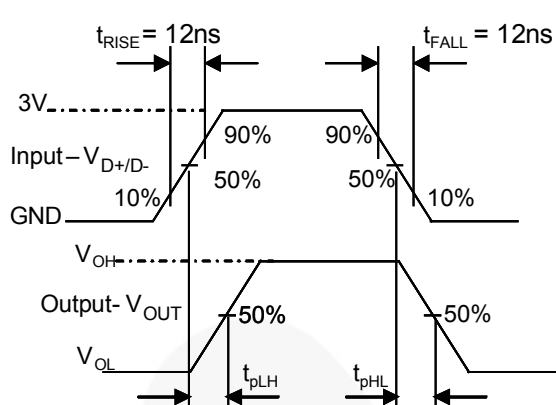 tRISE = 12ns
tFALL = 12ns
3V
90%
90%
Input– VD+/D-
50%
50%
10%
10%
GND
VOH
Output- VOUT
50%
50%
VOL
tpLH
tpHL